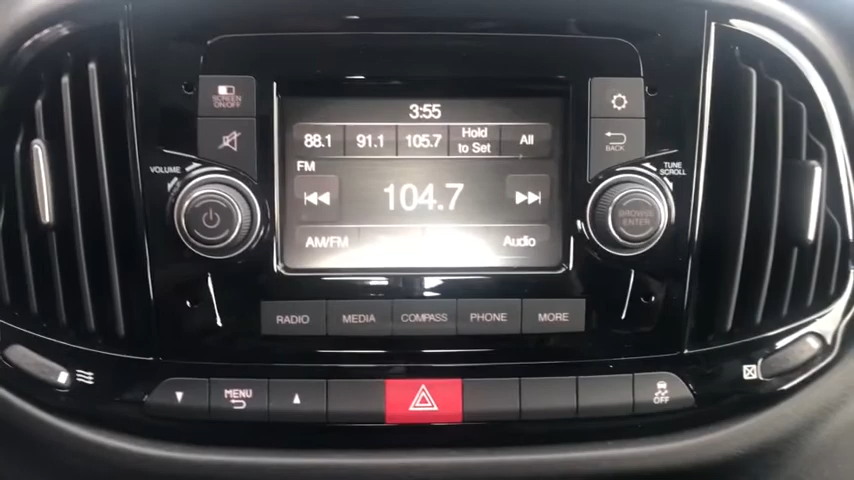 3:55
SCREEN
ON/OFF
88.1
91.1
105.7
Hold
to Set
All
BACK
FM
VOLUME
TUNE
SCROLL
104.7
BROWSE
ENTER
AM/FM
Audio
RADIO
MEDIA
COMPASS
PHONE
MORE
MENU
OFF